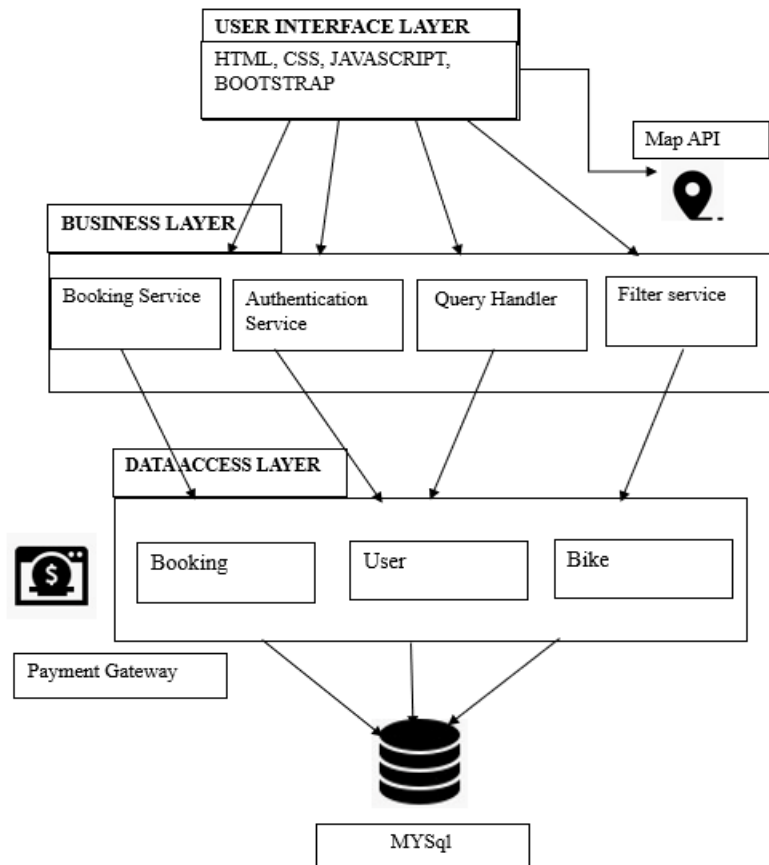 USER INTERFACE LAYER
HTML, CSS, JAVASCRIPT,
BOOTSTRAP
Map API
BUSINESS LAYER
Booking Service
Authentication
Service
Query Handler
Filter service
DATA ACCESS LAYER
Booking
User
Bike
$
Payment Gateway
MYSql